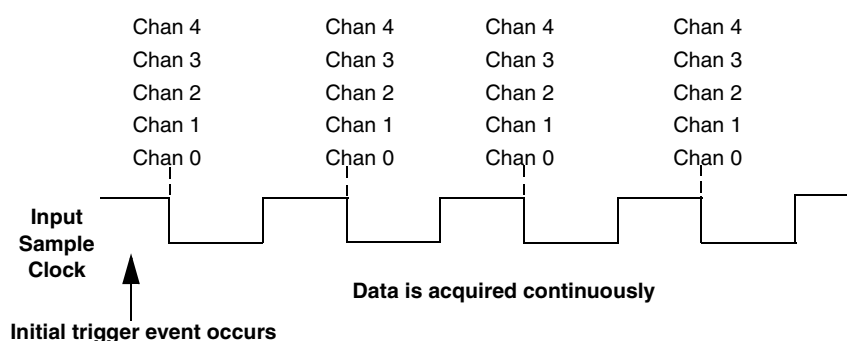 Chan 4 Chan 4 Chan 4 Chan 4
Chan 3 Chan 3 Chan 3 Chan 3
Chan 2 Chan 2 Chan 2 Chan 2
Chan 1 Chan 1 Chan 1 Chan 1
Chan 0 Chan 0 Chan 0 Chan 0
Input
Sample
Clock
Data is acquired continuously
Initial trigger event occurs